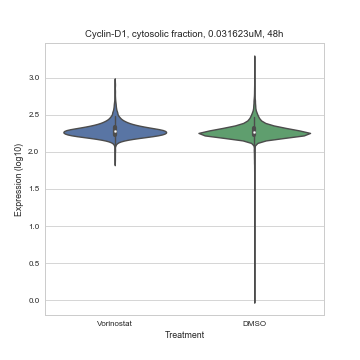 Cyclin-D1, cytosolic fraction, 0.031623uM, 48h
3.0
2.5
2.0
1.5
1.0
0.5
0.0
Expression (log10)
Vorinostat
DMSO
Treatment